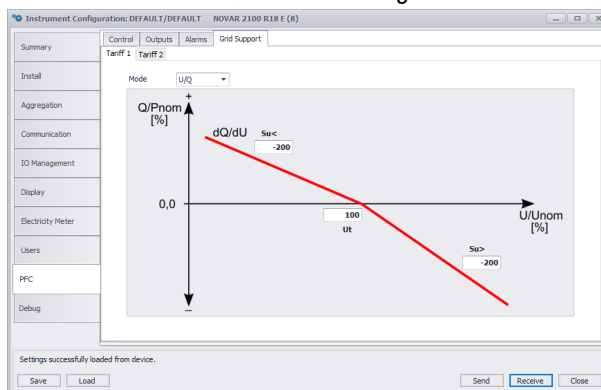 Instrument Configuration: DEFAULT/DEFAULT NOVAR 2100 R18 E (8)
Summary
Install
Aggregation
Communication
IO Management
Display
Electricity Meter
Users
PFC
Debug
Control Outputs Alarms Grid Support
Tariff 1 Tariff 2
Mode U/Q
+
Q/Pnom
[%]
dQ/dU Su<
-200
0,0
100
Ut
U/Unom
[%]
Su>
-200
–
Settings successfully loaded from device.
Save Load Send Receive Close